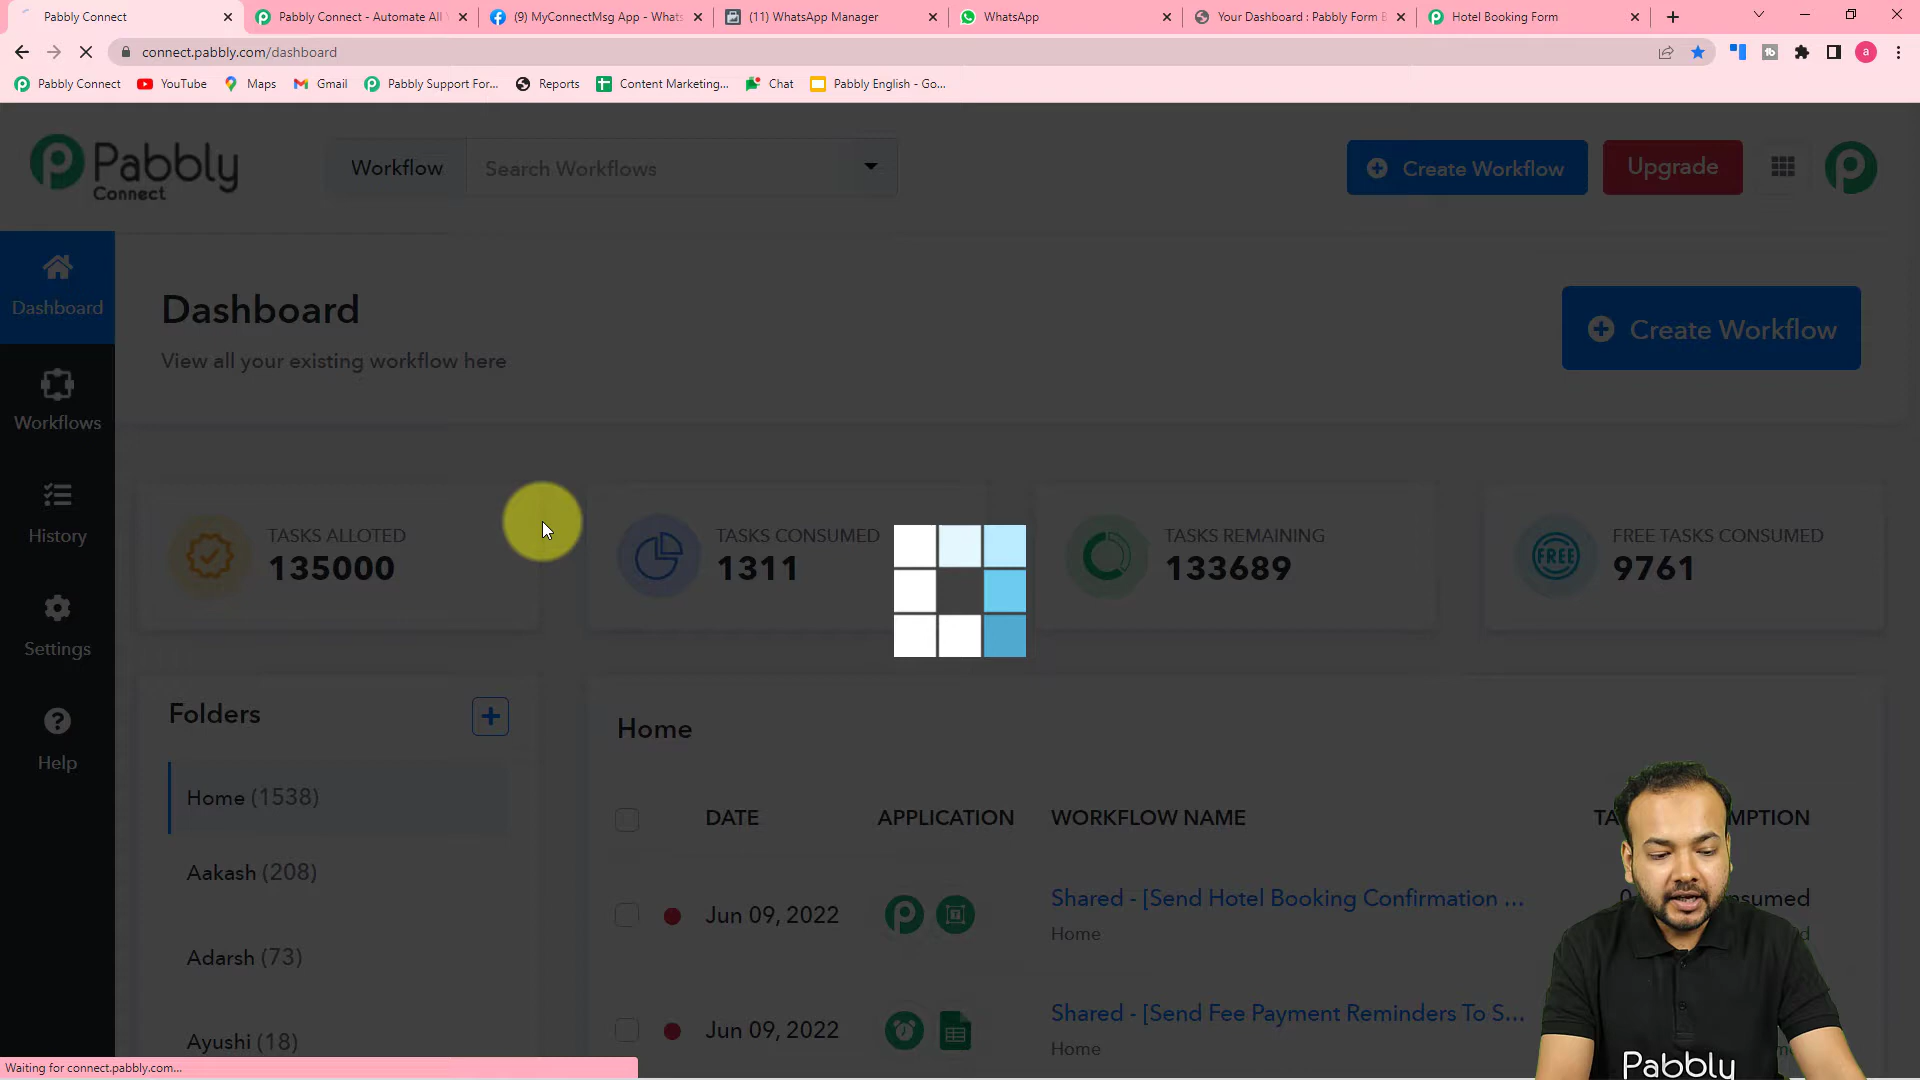 Pabbly Connect
Pabbly Connect - Automate All
(9) MyConnectMsg App - Whats
(11) WhatsApp Manager
WhatsApp
Your Dashboard : Pabbly Form B
Hotel Booking Form
connect.pabbly.com/dashboard
a
Pabbly Connect
YouTube
Maps
Gmail
Pabbly Support For...
Reports
Content Marketing...
Chat
Pabbly English - Go...
Pabbly
Connect
Workflow
Search Workflows
Create Workflow
Upgrade
Dashboard
Workflows
History
Settings
Help
Dashboard
View all your existing workflow here
Create Workflow
TASKS ALLOTED
135000
TASKS CONSUMED
1311
TASKS REMAINING
133689
FREE
FREE TASKS CONSUMED
9761
Folders
Home (1538)
Aakash (208)
Adarsh (73)
Ayushi (18)
Home
DATE
APPLICATION
WORKFLOW NAME
Jun 09, 2022
Shared - [Send Hotel Booking Confirmation ...
Home
Jun 09, 2022
Shared - [Send Fee Payment Reminders To S...
Home
Waiting for connect.pabbly.com...
Pabbly